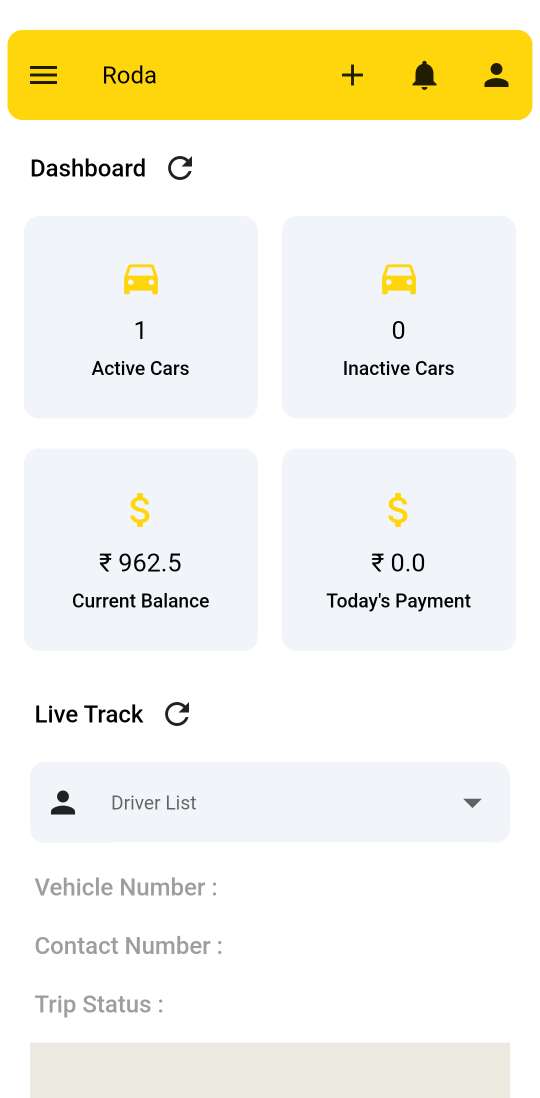 Roda
Dashboard
1
Active Cars
0
Inactive Cars
₹ 962.5
Current Balance
₹ 0.0
Today's Payment
Live Track
Driver List
Vehicle Number :
Contact Number :
Trip Status :